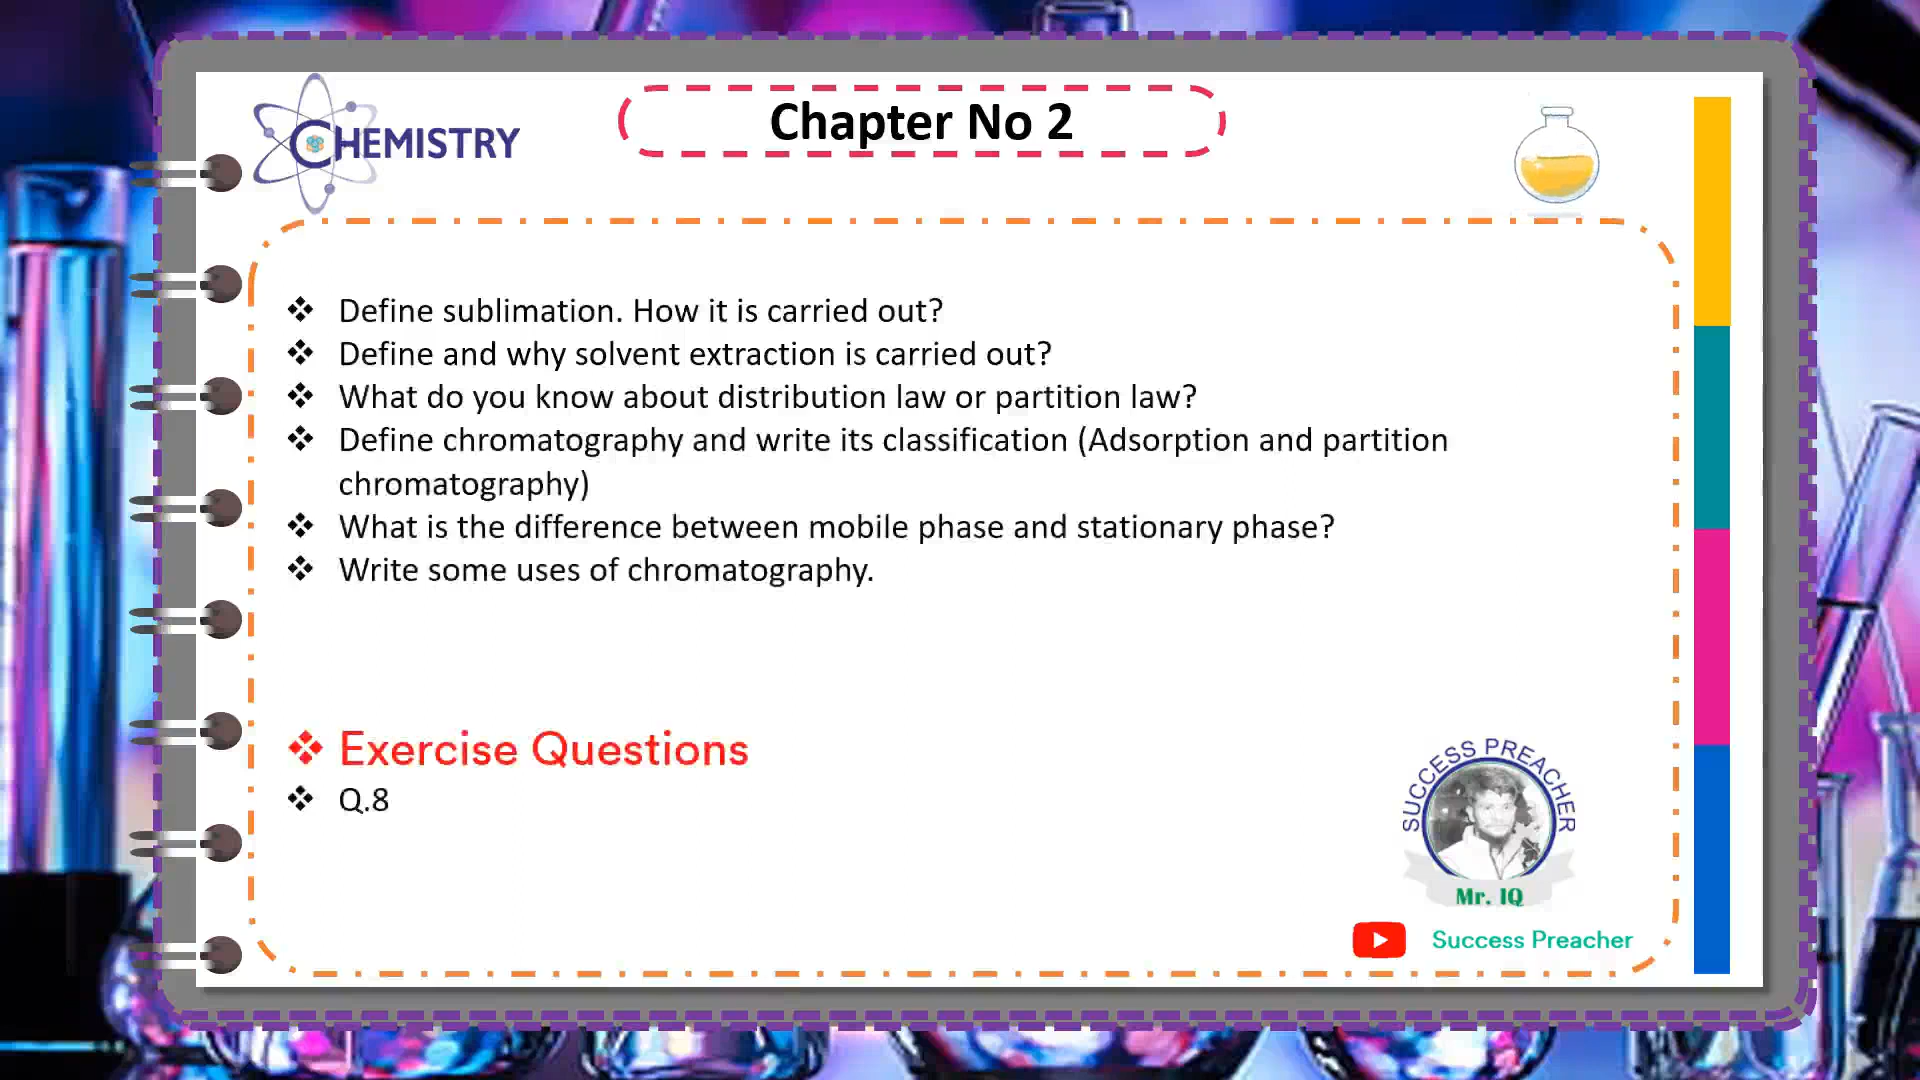 CHEMISTRY
Chapter No 2
❖ Define sublimation. How it is carried out?
❖ Define and why solvent extraction is carried out?
❖ What do you know about distribution law or partition law?
❖ Define chromatography and write its classification (Adsorption and partition
chromatography)
❖ What is the difference between mobile phase and stationary phase?
❖ Write some uses of chromatography.
❖ Exercise Questions
❖ Q.8
SUCCESS PREACHER
Mr. IQ
Success Preacher